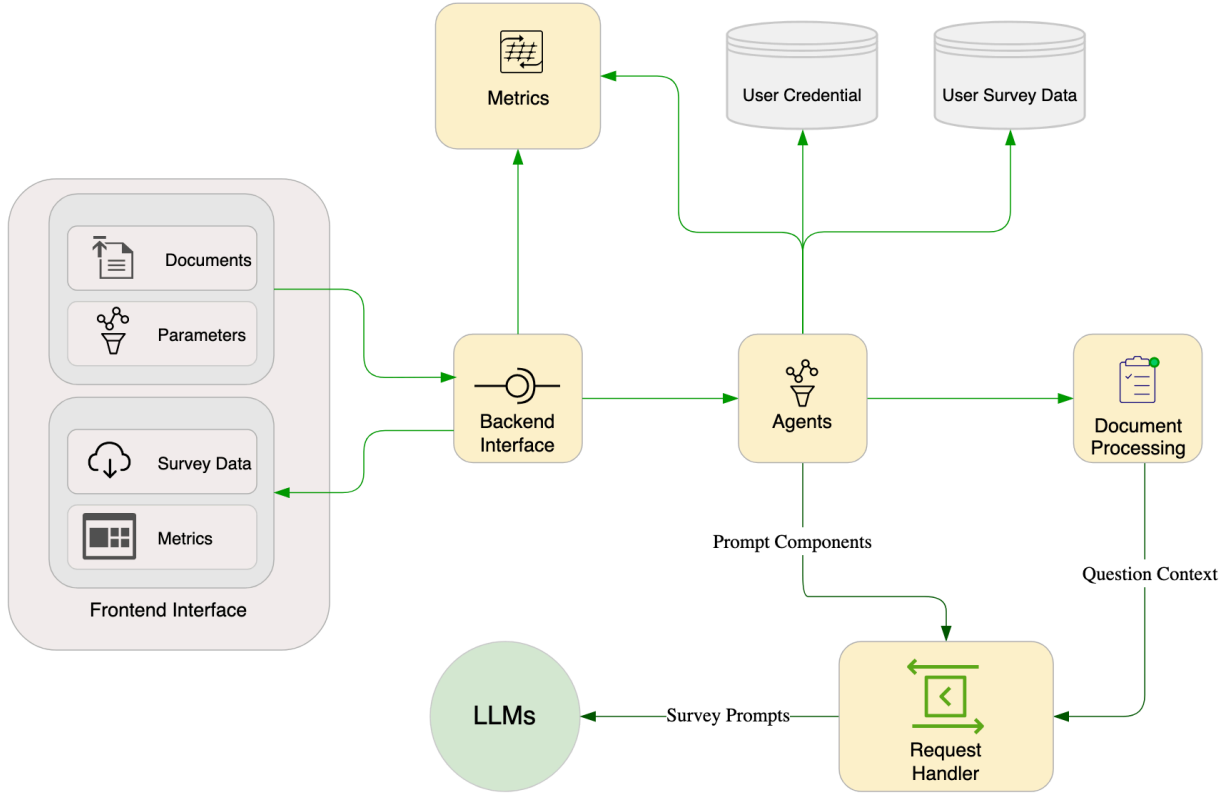 Metrics
User Credential
User Survey Data
Documents
Parameters
Survey Data
Metrics
Frontend Interface
Backend
Interface
Agents
Document
Processing
Prompt Components
Question Context
LLMs
Survey Prompts
Request
Handler